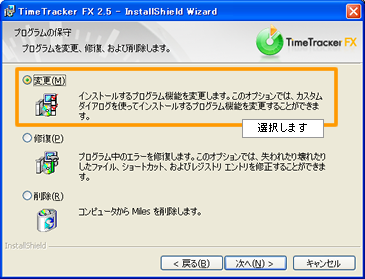 TimeTracker FX 2.5 - InstallShield Wizard
プログラムの保守
プログラムを変更、修復、および削除します。
TimeTracker FX
変更(M)
インストールするプログラム機能を変更します。このオプションでは、カスタム
ダイアログを使ってインストールするプログラム機能を変更することができま
す。
選択します
修復(P)
プログラム中のエラーを修復します。このオプションでは、失われたり壊れたり
したファイル、ショートカット、およびレジストリ エントリを修正することができま
す。
削除(R)
コンピュータから Miles を削除します。
InstallShield
< 戻る(B)
次へ(N) >
キャンセル